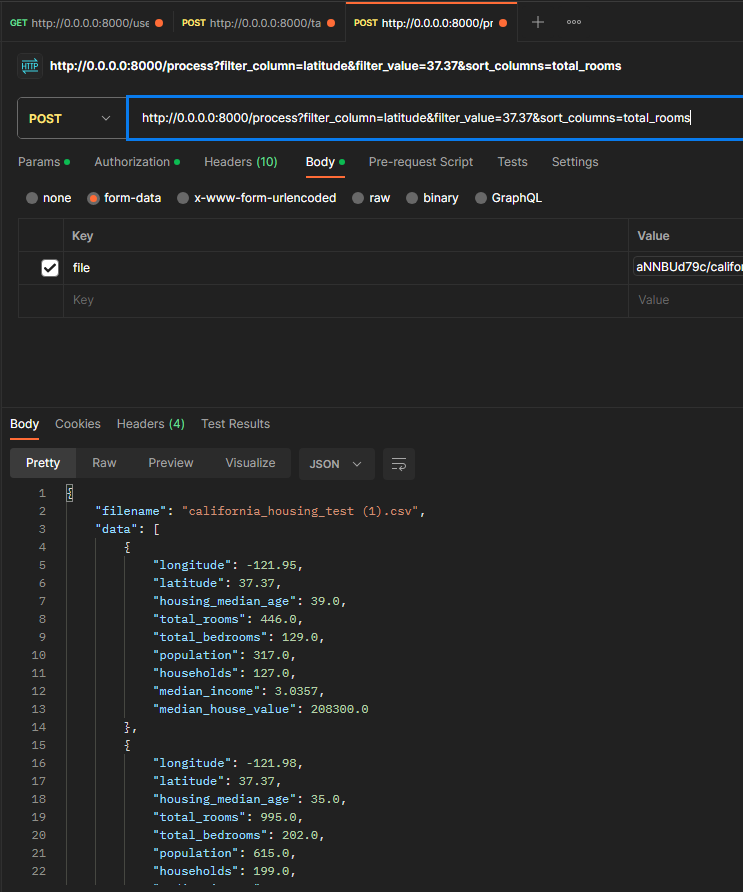 GET http://0.0.0.0:8000/use POST http://0.0.0.0:8000/ta POST http://0.0.0.0:8000/pr
HTTP http://0.0.0.0:8000/process?filter_column=latitude&filter_value=37.37&sort_columns=total_rooms
POST http://0.0.0.0:8000/process?filter_column=latitude&filter_value=37.37&sort_columns=total_rooms
Params Authorization Headers (10) Body Pre-request Script Tests Settings
none form-data x-www-form-urlencoded raw binary GraphQL
Key Value
file aNNBUd79c/califor
Key Value
Body Cookies Headers (4) Test Results
Pretty Raw Preview Visualize JSON
1 {
2 "filename": "california_housing_test (1).csv",
3 "data": [
4 {
5 "longitude": -121.95,
6 "latitude": 37.37,
7 "housing_median_age": 39.0,
8 "total_rooms": 446.0,
9 "total_bedrooms": 129.0,
10 "population": 317.0,
11 "households": 127.0,
12 "median_income": 3.0357,
13 "median_house_value": 208300.0
14 },
15 {
16 "longitude": -121.98,
17 "latitude": 37.37,
18 "housing_median_age": 35.0,
19 "total_rooms": 995.0,
20 "total_bedrooms": 202.0,
21 "population": 615.0,
22 "households": 199.0,